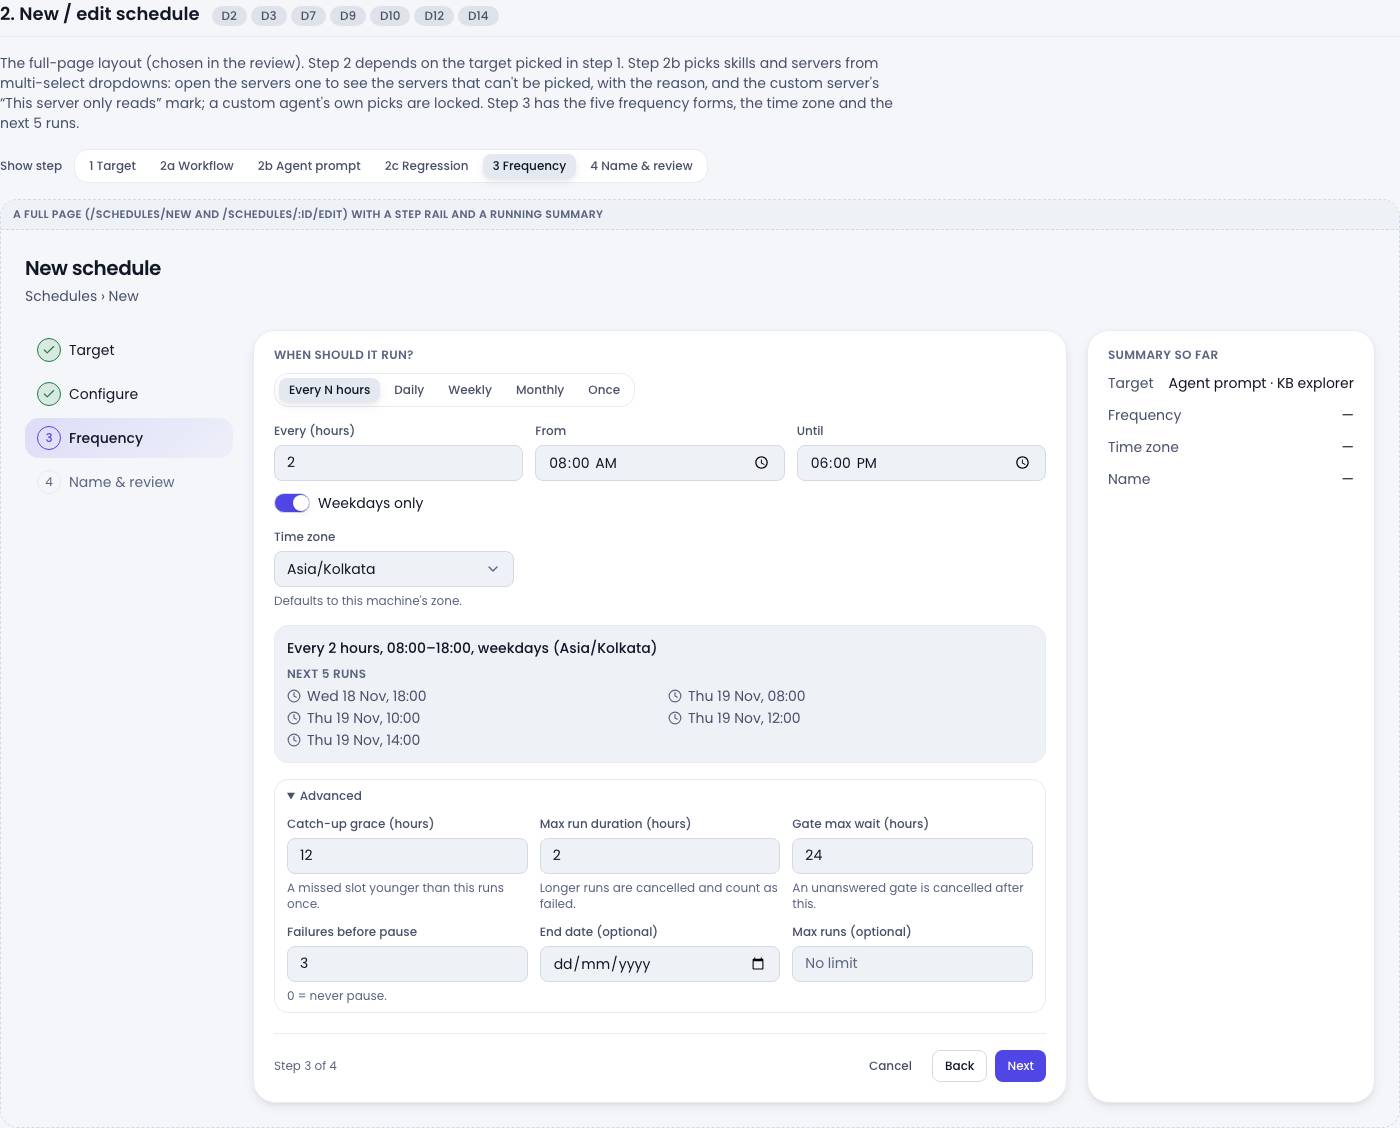 2. New / edit schedule D2 D3 D7 D9 D10 D12 D14
The full-page layout (chosen in the review). Step 2 depends on the target picked in step 1. Step 2b picks skills and servers from
multi-select dropdowns: open the servers one to see the servers that can't be picked, with the reason, and the custom server's
“This server only reads” mark; a custom agent's own picks are locked. Step 3 has the five frequency forms, the time zone and the
next 5 runs.
Show step 1 Target 2a Workflow 2b Agent prompt 2c Regression 3 Frequency 4 Name & review
A FULL PAGE (/SCHEDULES/NEW AND /SCHEDULES/:ID/EDIT) WITH A STEP RAIL AND A RUNNING SUMMARY
New schedule
Schedules › New
Target
Configure
3 Frequency
4 Name & review
WHEN SHOULD IT RUN?
Every N hours Daily Weekly Monthly Once
Every (hours) From Until
2 08:00 AM 06:00 PM
Weekdays only
Time zone
Asia/Kolkata
Defaults to this machine's zone.
Every 2 hours, 08:00–18:00, weekdays (Asia/Kolkata)
NEXT 5 RUNS
Wed 18 Nov, 18:00 Thu 19 Nov, 08:00
Thu 19 Nov, 10:00 Thu 19 Nov, 12:00
Thu 19 Nov, 14:00
▼ Advanced
Catch-up grace (hours) Max run duration (hours) Gate max wait (hours)
12 2 24
A missed slot younger than this runs
once.
Longer runs are cancelled and count as
failed.
An unanswered gate is cancelled after
this.
Failures before pause End date (optional) Max runs (optional)
3 dd/mm/yyyy No limit
0 = never pause.
Step 3 of 4 Cancel Back Next
SUMMARY SO FAR
Target Agent prompt · KB explorer
Frequency —
Time zone —
Name —